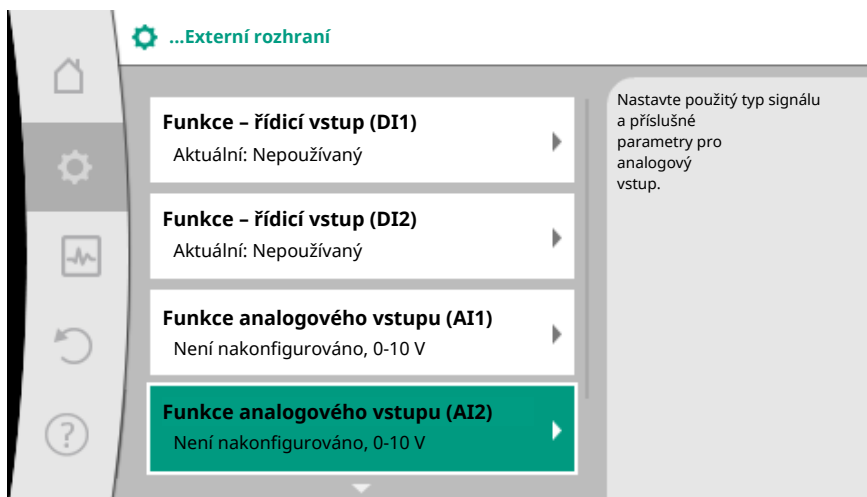 ...Externí rozhraní
Funkce – řídicí vstup (DI1)
Aktuální: Nepoužívaný
Funkce – řídicí vstup (DI2)
Aktuální: Nepoužívaný
Funkce analogového vstupu (AI1)
Není nakonfigurováno, 0-10 V
Funkce analogového vstupu (AI2)
Není nakonfigurováno, 0-10 V
Nastavte použitý typ signálu
a příslušné
parametry pro
analogový
vstup.